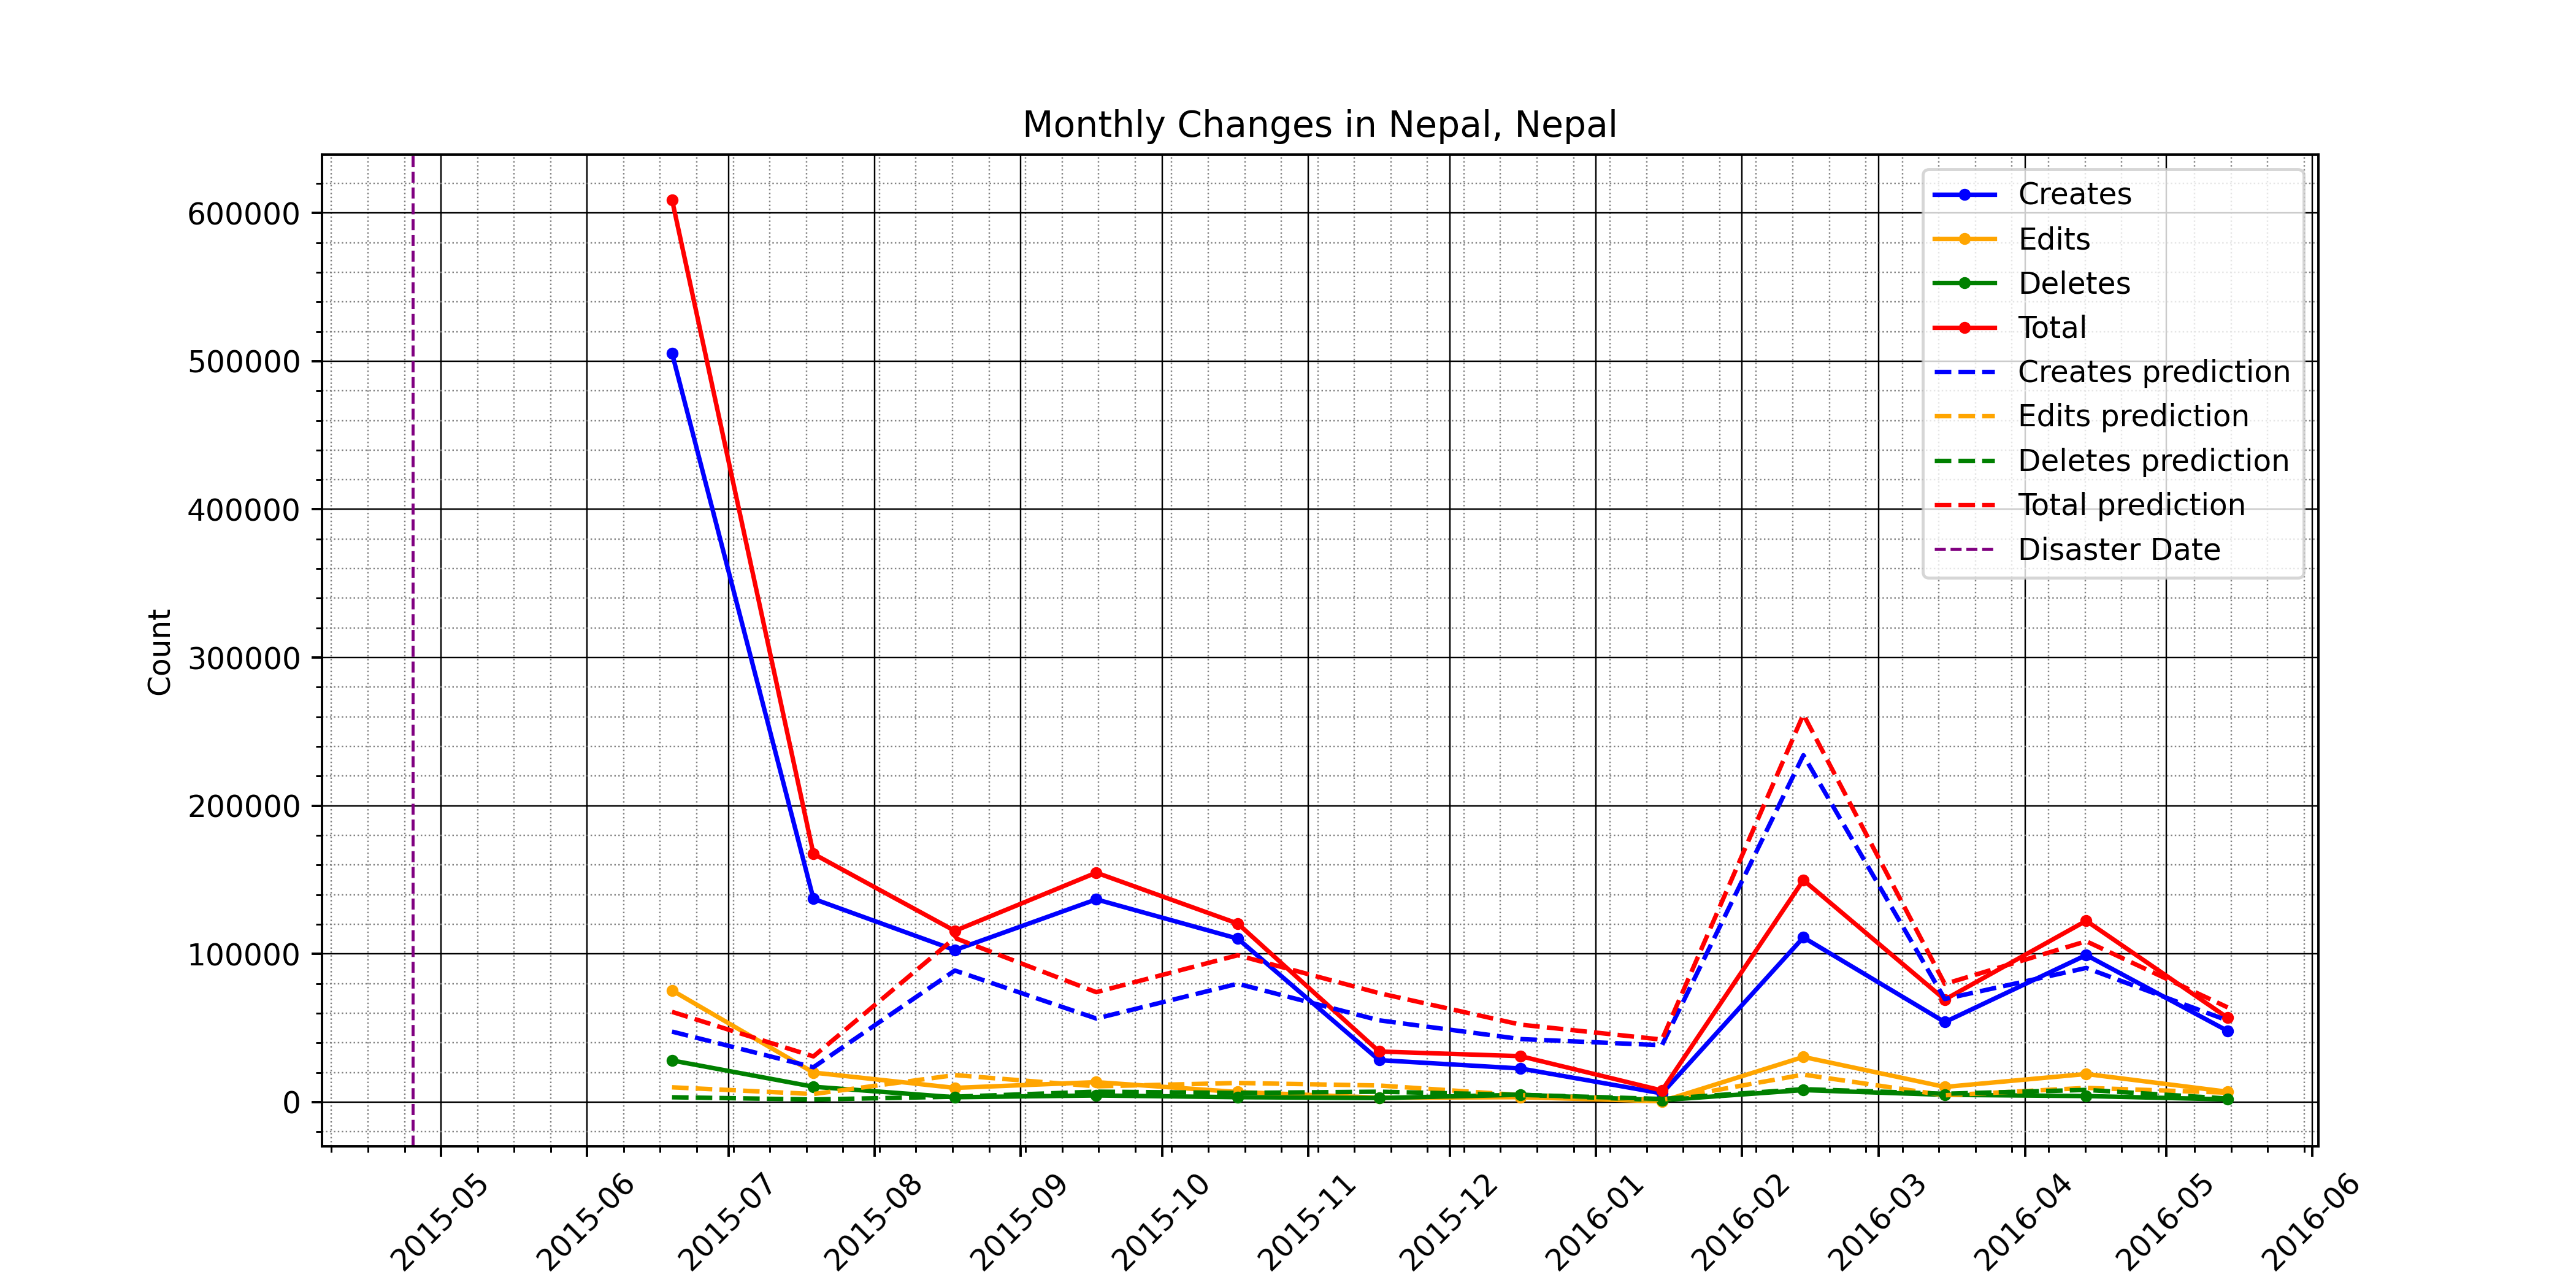 Monthly Changes in Nepal, Nepal
Count
600000
500000
400000
300000
200000
100000
0
Creates
Edits
Deletes
Total
Creates prediction
Edits prediction
Deletes prediction
Total prediction
Disaster Date
2015-05
2015-06
2015-07
2015-08
2015-09
2015-10
2015-11
2015-12
2016-01
2016-02
2016-03
2016-04
2016-05
2016-06